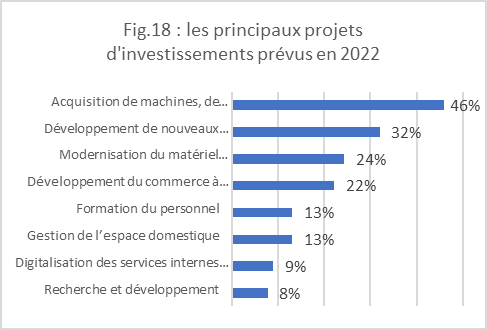 Fig.18 : les principaux projets
d'investissements prévus en 2022
Acquisition de machines, de… 46%
Développement de nouveaux… 32%
Modernisation du matériel… 24%
Développement du commerce à… 22%
Formation du personnel 13%
Gestion de l’espace domestique 13%
Digitalisation des services internes… 9%
Recherche et développement 8%